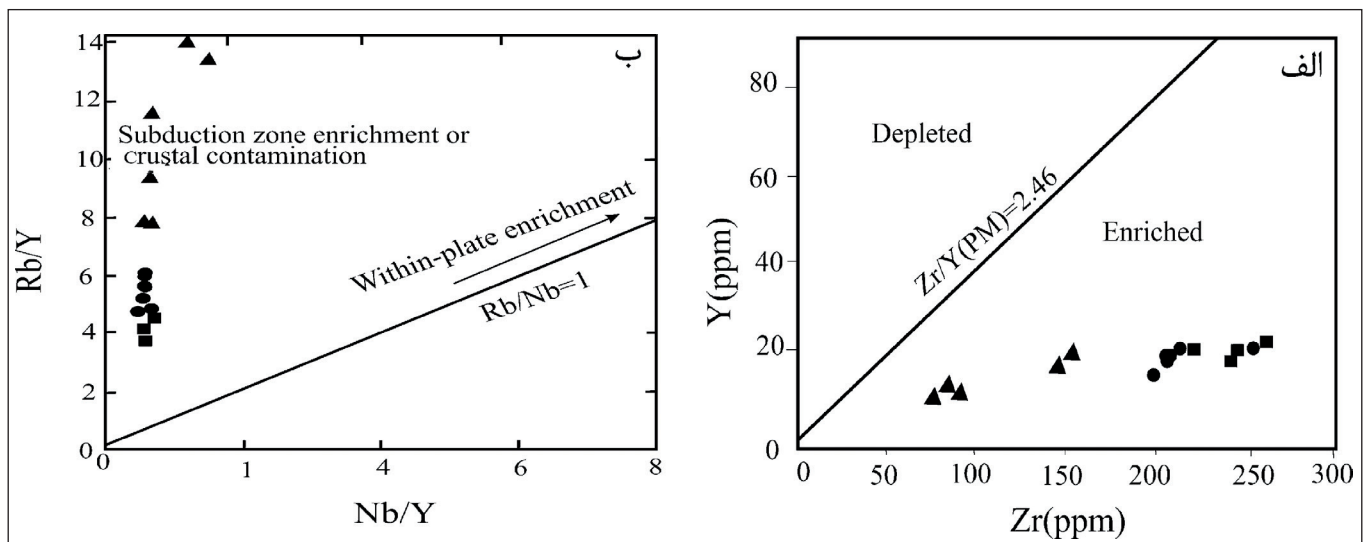 ب
14
12
10
8
6
4
2
0
Rb/Y
Subduction zone enrichment or
crustal contamination
Within-plate enrichment
Rb/Nb=1
0 1 4 6 8
Nb/Y
الف
80
60
40
20
0
Y(ppm)
Depleted
Zr/Y(PM)=2.46
Enriched
0 50 100 150 200 250 300
Zr(ppm)